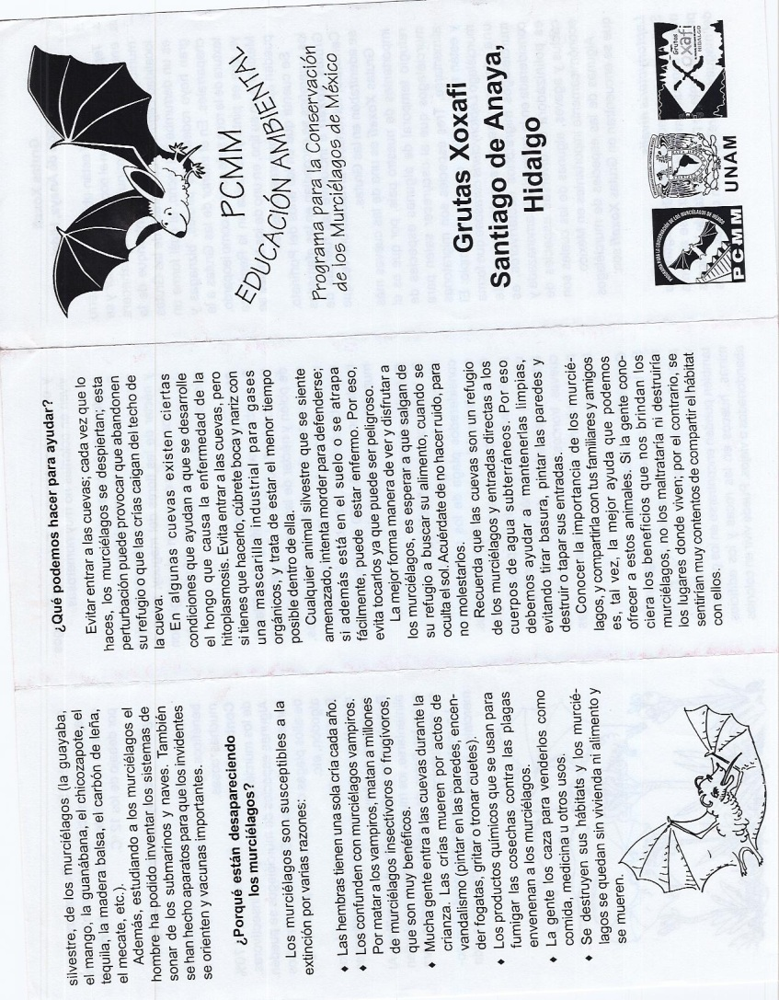 silvestre, de los murciélagos (la guayaba,
el mango, la guanábana, el chicozapote, el
tequila, la madera balsa, el carbón de leña,
el mecate, etc.).
Además, estudiando a los murciélagos el
hombre ha podido inventar los sistemas de
sonar de los submarinos y naves. También
se han hecho aparatos para que los invidentes
se orienten y vacunas importantes.
¿Porqué están desapareciendo
los murciélagos?
Los murciélagos son susceptibles a la
extinción por varias razones:
♦ Las hembras tienen una sola cría cada año.
♦ Los confunden con murciélagos vampiros.
Por matar a los vampiros, matan a millones
de murciélagos insectívoros o frugívoros,
que son muy benéficos.
♦ Mucha gente entra a las cuevas durante la
crianza. Las crías mueren por actos de
vandalismo (pintar en las paredes, encen-
der fogatas, gritar o tronar cuetes).
♦ Los productos químicos que se usan para
fumigar las cosechas contra las plagas
envenenan a los murciélagos.
♦ La gente los caza para venderlos como
comida, medicina u otros usos.
♦ Se destruyen sus hábitats y los murcié-
lagos se quedan sin vivienda ni alimento y
se mueren.
¿Qué podemos hacer para ayudar?
Evitar entrar a las cuevas; cada vez que lo
haces, los murciélagos se despiertan; esta
perturbación puede provocar que abandonen
su refugio o que las crías caigan del techo de
la cueva.
En algunas cuevas existen ciertas
condiciones que ayudan a que se desarrolle
el hongo que causa la enfermedad de la
hitoplasmosis. Evita entrar a las cuevas, pero
si tienes que hacerlo, cúbrete boca y nariz con
una mascarilla industrial para gases
orgánicos, y trata de estar el menor tiempo
posible dentro de ella.
Cualquier animal silvestre que se siente
amenazado, intenta morder para defenderse;
si además está en el suelo o se atrapa
fácilmente, puede estar enfermo. Por eso,
evita tocarlos ya que puede ser peligroso.
La mejor forma manera de ver y disfrutar a
los murciélagos, es esperar a que salgan de
su refugio a buscar su alimento, cuando se
oculta el sol. Acuérdate de no hacer ruido, para
no molestarlos.
Recuerda que las cuevas son un refugio
de los murciélagos y entradas directas a los
cuerpos de agua subterráneos. Por eso
debemos ayudar a mantenerlas limpias,
evitando tirar basura, pintar las paredes y
destruir o tapar sus entradas.
Conocer la importancia de los murcié-
lagos, y compartirla con tus familiares y amigos
es, tal vez, la mejor ayuda que podemos
ofrecer a estos animales. Si la gente cono-
ciera los beneficios que nos brindan los
murciélagos, no los maltrataría ni destruiría
los lugares donde viven; por el contrario, se
sentirían muy contentos de compartir el hábitat
con ellos.
PCMM
EDUCACIÓN AMBIENTAL
Programa para la Conservación
de los Murciélagos de México
Grutas Xoxafi
Santiago de Anaya,
Hidalgo
PROGRAMA PARA LA CONSERVACIÓN DE LOS MURCIÉLAGOS DE MÉXICO
PCMM
UNAM
Grutas
Xoxafi
HIDALGO